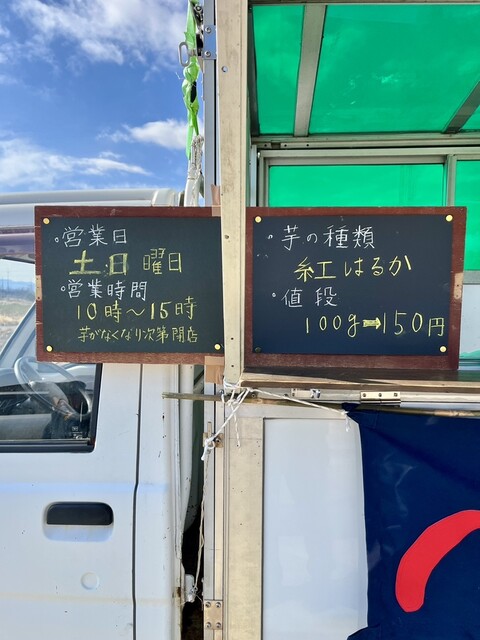 ・営業日
土日曜日
・営業時間
10時～15時
芋がなくなり次第閉店
・芋の種類
紅はるか
・値段
100g➡150円